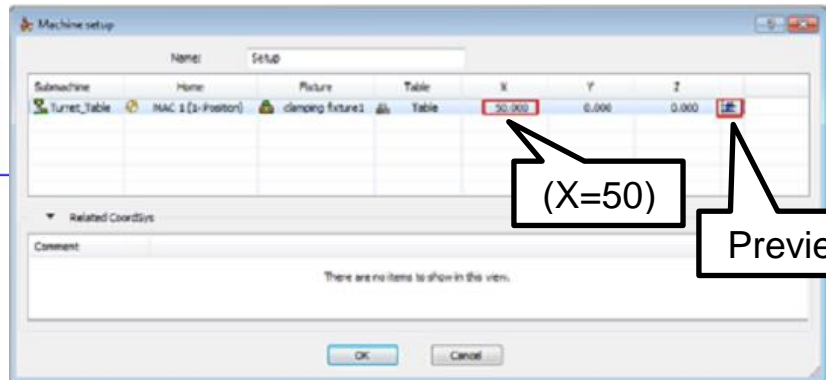 Machine setup
Name: Setup
Submachine Home Fixture Table X Y Z
Turret_Table MAC 1 (1-Position) clamping fixture1 Table 50.000 0.000 0.000
(X=50)
Previe
Related CoordSys
Comment
There are no items to show in this view.
OK Cancel